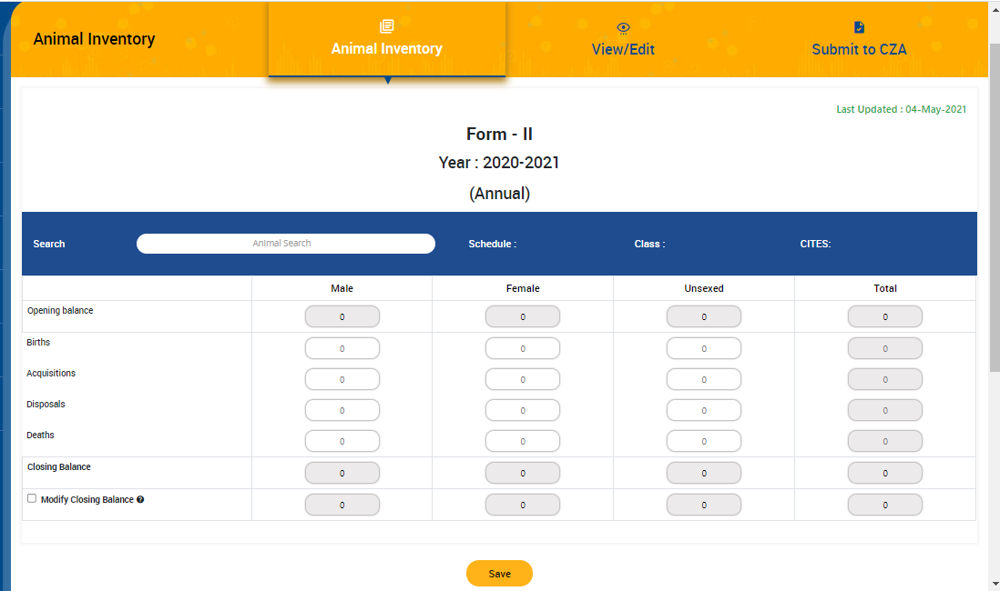 Animal Inventory
Animal Inventory
View/Edit
Submit to CZA
Last Updated : 04-May-2021
Form - II
Year : 2020-2021
(Annual)
Search Animal Search Schedule : Class : CITES:
Male Female Unsexed Total
Opening balance 0 0 0 0
Births 0 0 0 0
Acquisitions 0 0 0 0
Disposals 0 0 0 0
Deaths 0 0 0 0
Closing Balance 0 0 0 0
Modify Closing Balance ? 0 0 0 0
Save